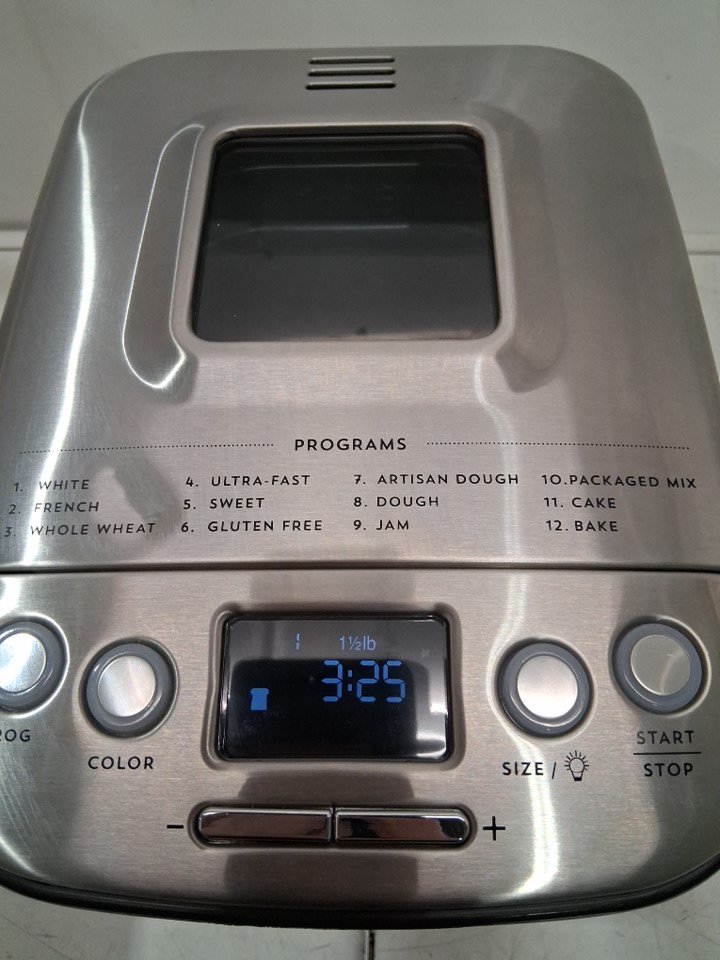 PROGRAMS
1. WHITE
2. FRENCH
3. WHOLE WHEAT
4. ULTRA-FAST
5. SWEET
6. GLUTEN FREE
7. ARTISAN DOUGH
8. DOUGH
9. JAM
10.PACKAGED MIX
11. CAKE
12. BAKE
1 1½lb
3:25
ROG
COLOR
SIZE /
START
STOP
- +